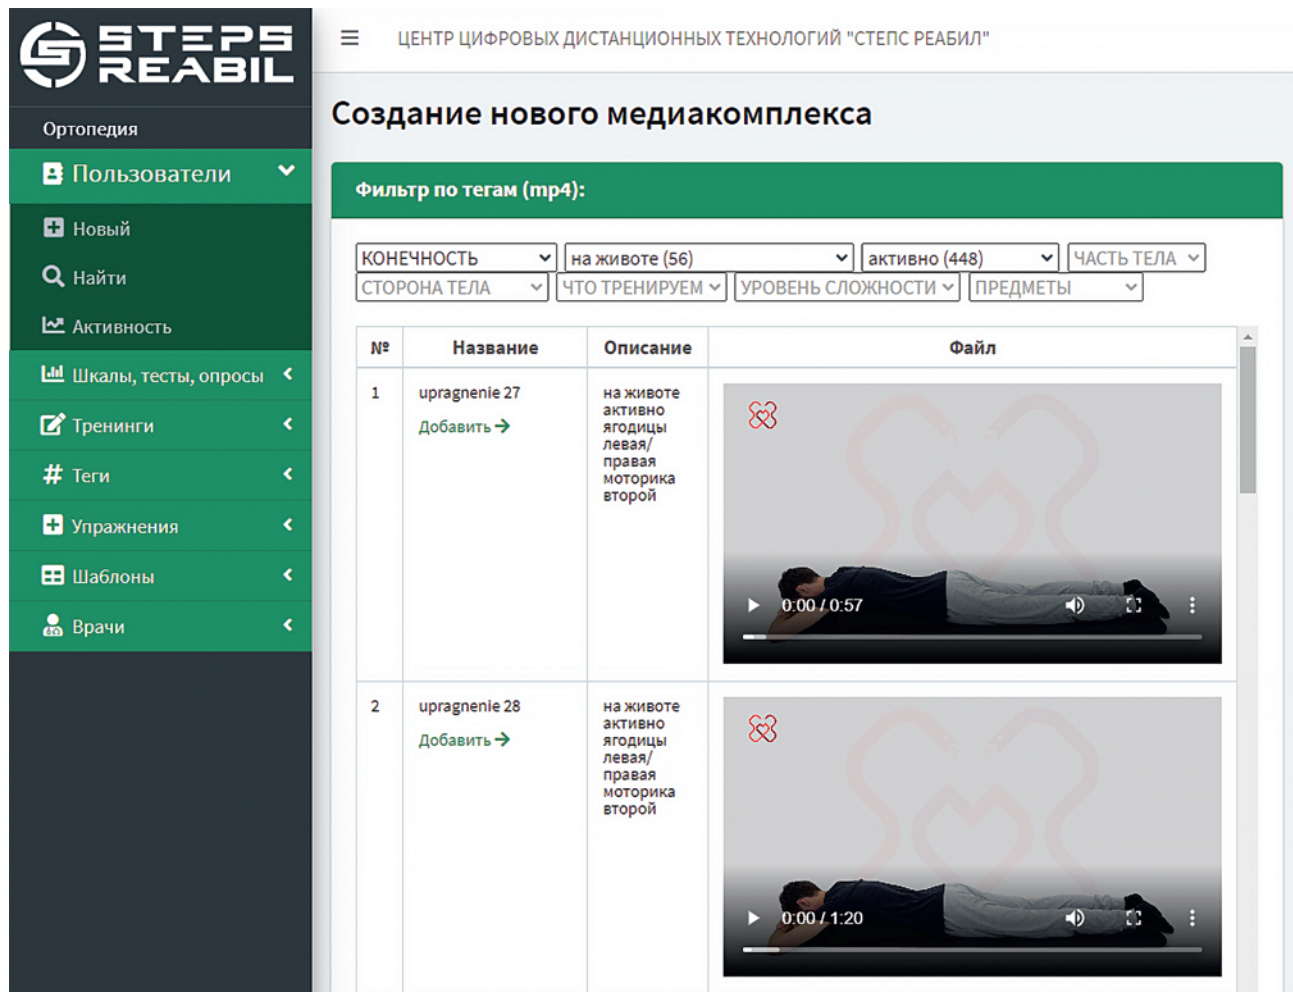 STEPS
REABIL
ЦЕНТР ЦИФРОВЫХ ДИСТАНЦИОННЫХ ТЕХНОЛОГИЙ "СТЕПС РЕАБИЛ"
Ортопедия
Пользователи
Новый
Найти
Активность
Шкалы, тесты, опросы
Тренинги
# Теги
Упражнения
Шаблоны
Врачи
Создание нового медиакомплекса
Фильтр по тегам (mp4):
КОНЕЧНОСТЬ на животе (56) активно (448) ЧАСТЬ ТЕЛА
СТОРОНА ТЕЛА ЧТО ТРЕНИРУЕМ УРОВЕНЬ СЛОЖНОСТИ ПРЕДМЕТЫ
№ Название Описание Файл
1 upragnenie 27
Добавить →
на животе
активно
ягодицы
левая/
правая
моторика
второй
0:00 / 0:57
2 upragnenie 28
Добавить →
на животе
активно
ягодицы
левая/
правая
моторика
второй
0:00 / 1:20